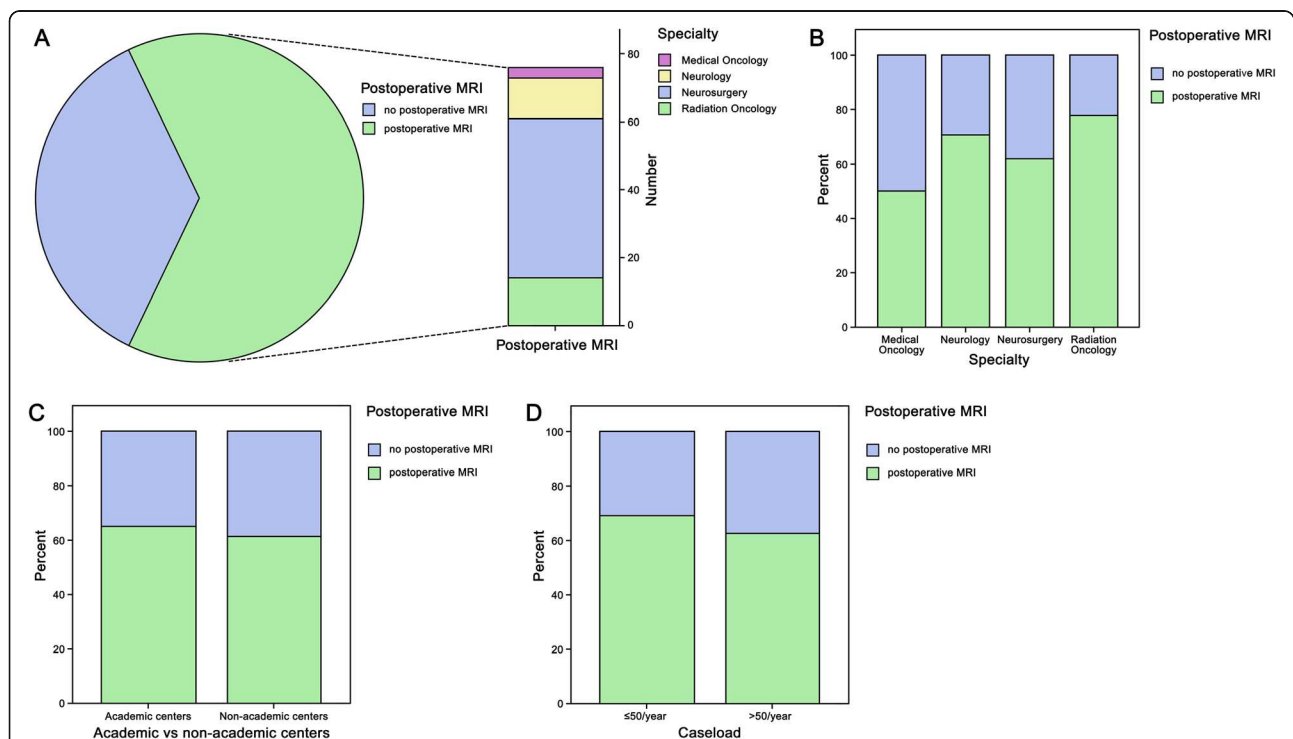 A
Postoperative MRI
no postoperative MRI
postoperative MRI
80
60
40
20
0
Number
Postoperative MRI
Specialty
Medical Oncology
Neurology
Neurosurgery
Radiation Oncology
B
Postoperative MRI
no postoperative MRI
postoperative MRI
100
80
60
40
20
0
Percent
Medical
Oncology
Neurology
Neurosurgery
Radiation
Oncology
Specialty
C
Postoperative MRI
no postoperative MRI
postoperative MRI
100
80
60
40
20
0
Percent
Academic centers
Non-academic centers
Academic vs non-academic centers
D
Postoperative MRI
no postoperative MRI
postoperative MRI
100
80
60
40
20
0
Percent
≤50/year
>50/year
Caseload